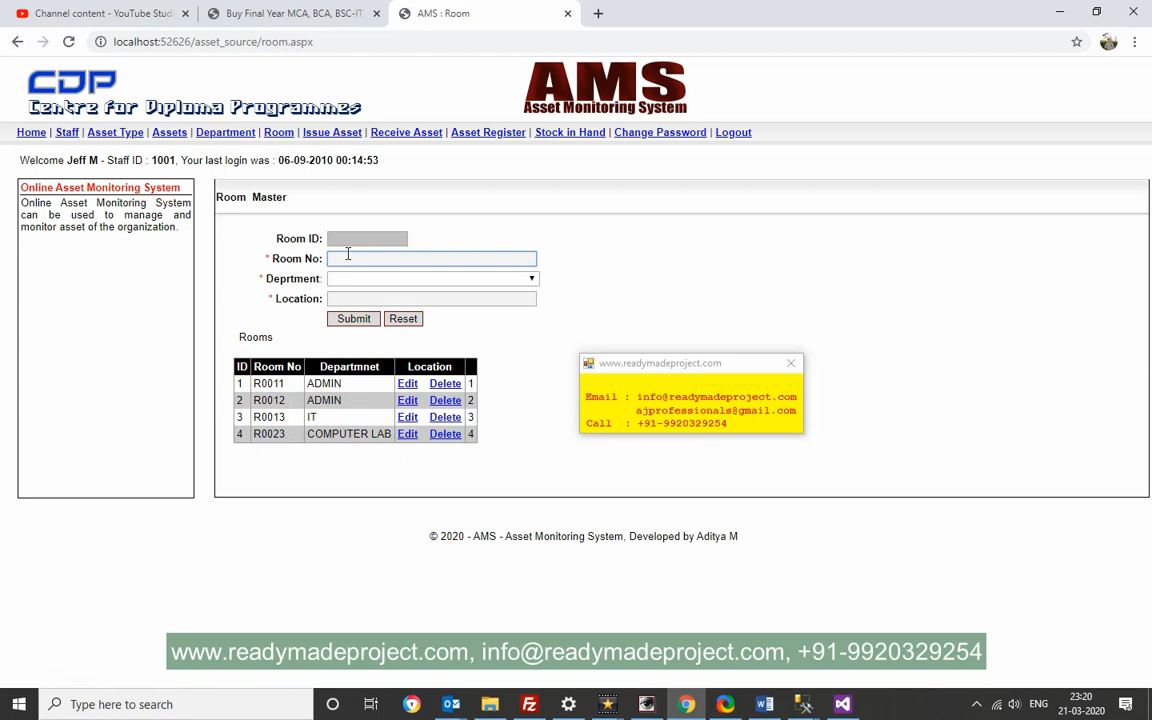 Channel content - YouTube Stud
Buy Final Year MCA, BCA, BSC-IT,
AMS : Room
localhost:52626/asset_source/room.aspx
CDP
Centre for Diploma Programmes
AMS
Asset Monitoring System
Home | Staff | Asset Type | Assets | Department | Room | Issue Asset | Receive Asset | Asset Register | Stock in Hand | Change Password | Logout
Welcome Jeff M - Staff ID : 1001, Your last login was : 06-09-2010 00:14:53
Online Asset Monitoring System
Online Asset Monitoring System
can be used to manage and
monitor asset of the organization.
Room Master
Room ID:
* Room No:
* Deprtment:
* Location:
Submit Reset
Rooms
ID Room No Departmnet Location
1 R0011 ADMIN Edit Delete 1
2 R0012 ADMIN Edit Delete 2
3 R0013 IT Edit Delete 3
4 R0023 COMPUTER LAB Edit Delete 4
www.readymadeproject.com
Email : info@readymadeproject.com
ajprofessionals@gmail.com
Call : +91-9920329254
© 2020 - AMS - Asset Monitoring System, Developed by Aditya M
www.readymadeproject.com, info@readymadeproject.com, +91-9920329254
Type here to search
ENG
23:20
21-03-2020